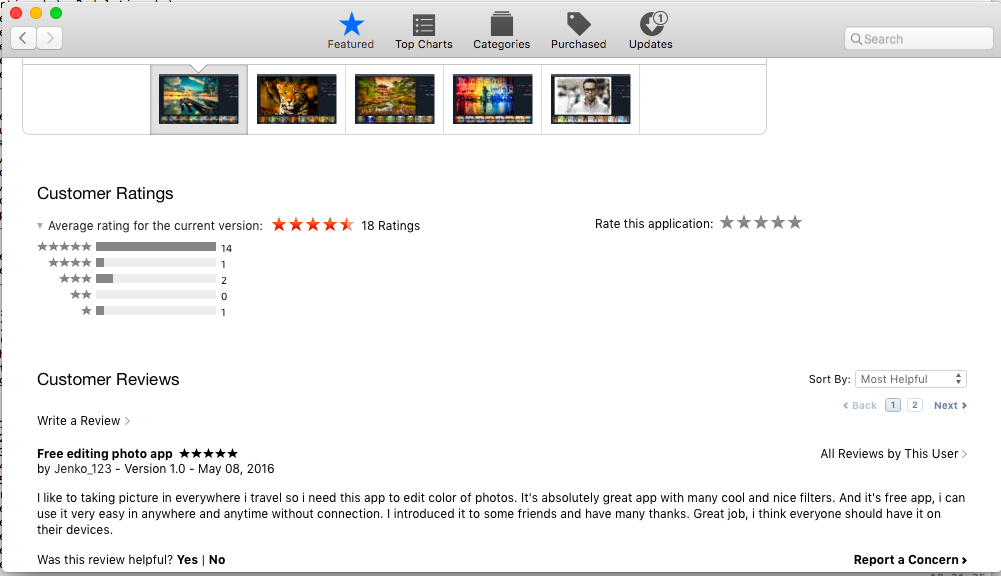 1
Featured
Top Charts
Categories
Purchased
Updates
Search
Customer Ratings
Average rating for the current version: ★★★★ 18 Ratings
Rate this application: ★★★★★
★★★★★ 14
★★★★ 1
★★★ 2
★★ 0
★ 1
Customer Reviews
Sort By: Most Helpful
Back 1 2 Next
Write a Review
Free editing photo app ★★★★★
by Jenko_123 - Version 1.0 - May 08, 2016
All Reviews by This User
I like to taking picture in everywhere i travel so i need this app to edit color of photos. It's absolutely great app with many cool and nice filters. And it's free app, i can
use it very easy in anywhere and anytime without connection. I introduced it to some friends and have many thanks. Great job, i think everyone should have it on
their devices.
Was this review helpful? Yes | No
Report a Concern